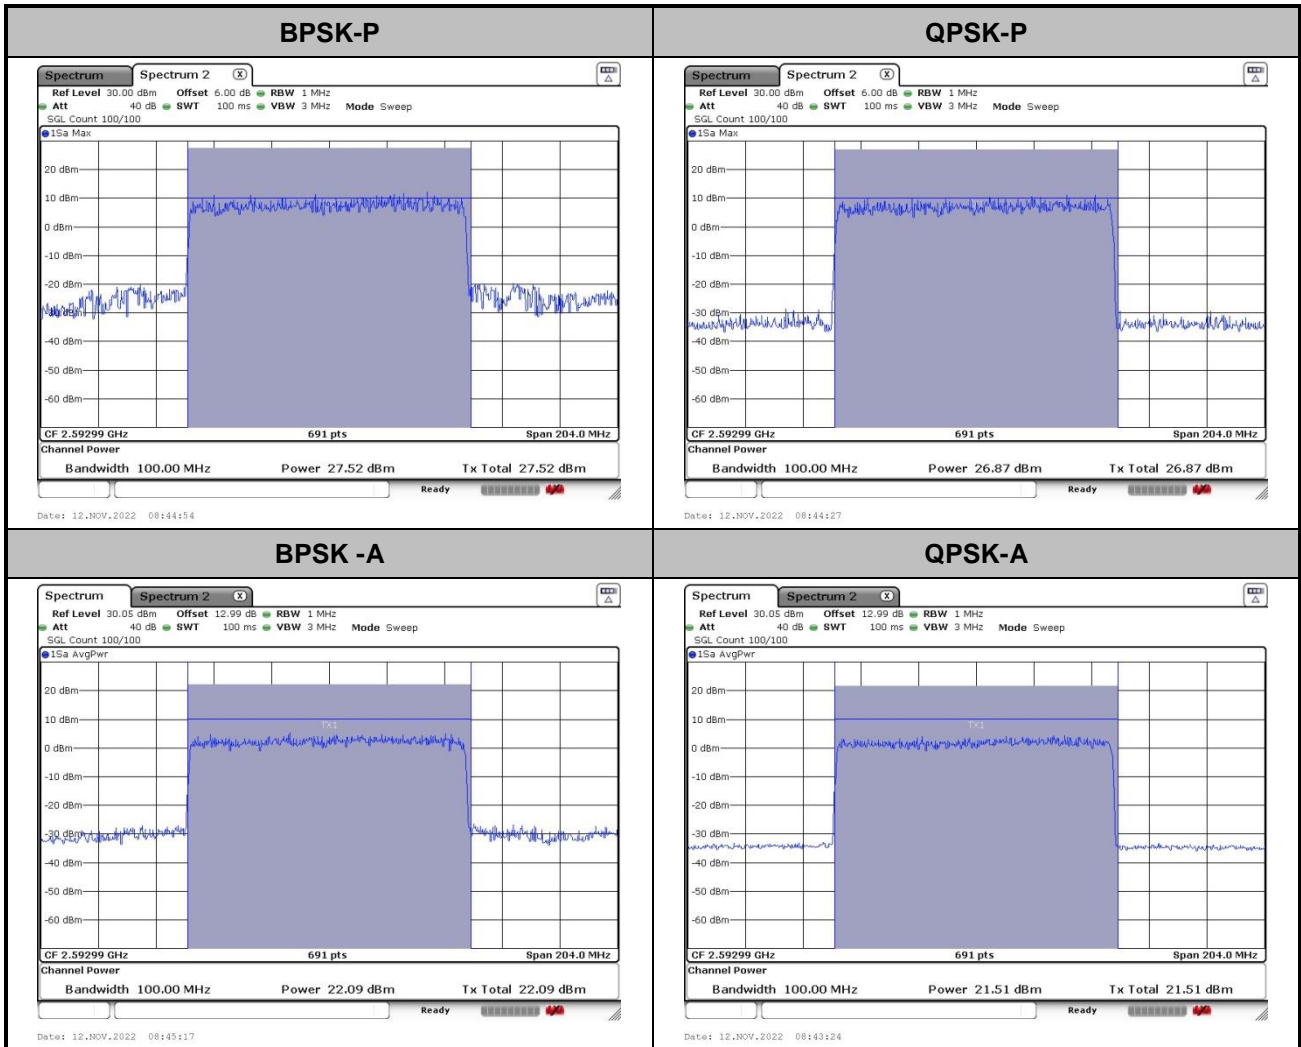 BPSK-P
QPSK-P
Spectrum Spectrum 2 X
Ref Level 30.00 dBm Offset 6.00 dB RBW 1 MHz
Att 40 dB SWT 100 ms VBW 3 MHz Mode Sweep
SGL Count 100/100
1Sa Max
20 dBm
10 dBm
0 dBm
-10 dBm
-20 dBm
-30 dBm
-40 dBm
-50 dBm
-60 dBm
CF 2.59299 GHz 691 pts Span 204.0 MHz
Channel Power
Bandwidth 100.00 MHz Power 27.52 dBm Tx Total 27.52 dBm
Ready
Date: 12.NOV.2022 08:44:54
Spectrum Spectrum 2 X
Ref Level 30.00 dBm Offset 6.00 dB RBW 1 MHz
Att 40 dB SWT 100 ms VBW 3 MHz Mode Sweep
SGL Count 100/100
1Sa Max
20 dBm
10 dBm
0 dBm
-10 dBm
-20 dBm
-30 dBm
-40 dBm
-50 dBm
-60 dBm
CF 2.59299 GHz 691 pts Span 204.0 MHz
Channel Power
Bandwidth 100.00 MHz Power 26.87 dBm Tx Total 26.87 dBm
Ready
Date: 12.NOV.2022 08:44:27
BPSK -A
QPSK-A
Spectrum Spectrum 2 X
Ref Level 30.05 dBm Offset 12.99 dB RBW 1 MHz
Att 40 dB SWT 100 ms VBW 3 MHz Mode Sweep
SGL Count 100/100
1Sa AvgPwr
20 dBm
10 dBm
TX1
0 dBm
-10 dBm
-20 dBm
-30 dBm
-40 dBm
-50 dBm
-60 dBm
CF 2.59299 GHz 691 pts Span 204.0 MHz
Channel Power
Bandwidth 100.00 MHz Power 22.09 dBm Tx Total 22.09 dBm
Ready
Date: 12.NOV.2022 08:45:17
Spectrum Spectrum 2 X
Ref Level 30.05 dBm Offset 12.99 dB RBW 1 MHz
Att 40 dB SWT 100 ms VBW 3 MHz Mode Sweep
SGL Count 100/100
1Sa AvgPwr
20 dBm
10 dBm
TX1
0 dBm
-10 dBm
-20 dBm
-30 dBm
-40 dBm
-50 dBm
-60 dBm
CF 2.59299 GHz 691 pts Span 204.0 MHz
Channel Power
Bandwidth 100.00 MHz Power 21.51 dBm Tx Total 21.51 dBm
Ready
Date: 12.NOV.2022 08:43:24